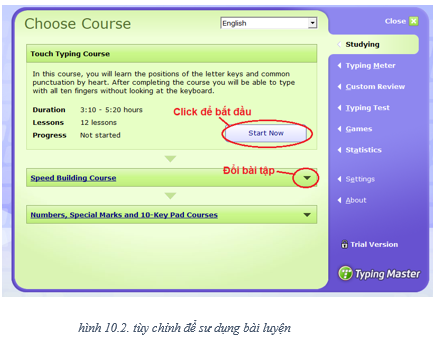 Choose Course
English
Close
Touch Typing Course
In this course, you will learn the positions of the letter keys and common
punctuation by heart. After completing the course you will be able to type
with all ten fingers without looking at the keyboard.
Duration 3:10 - 5:20 hours
Lessons 12 lessons
Progress Not started
Click để bắt đầu
Start Now
Đổi bài tập
Speed Building Course
Numbers, Special Marks and 10-Key Pad Courses
Studying
Typing Meter
Custom Review
Typing Test
Games
Statistics
Settings
About
Trial Version
Typing Master
hình 10.2. tùy chỉnh để sư dụng bài luyện